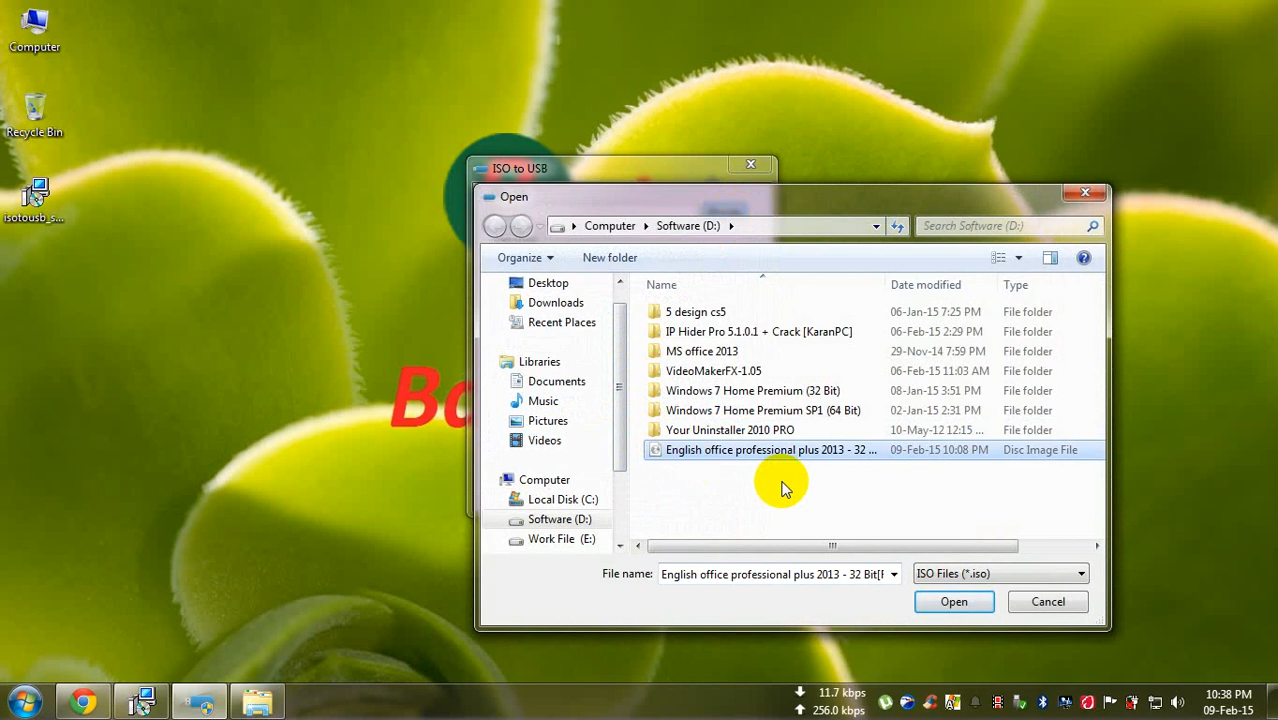 Computer
Recycle Bin
isotousb_s...
ISO to USB
Open
Computer
Software (D:)
Search Software (D:)
Organize
New folder
Name
Date modified
Type
Desktop
Downloads
Recent Places
Libraries
Documents
Music
Pictures
Videos
Computer
Local Disk (C:)
Software (D:)
Work File (E:)
5 design cs5 06-Jan-15 7:25 PM File folder
IP Hider Pro 5.1.0.1 + Crack [KaranPC] 06-Feb-15 2:29 PM File folder
MS office 2013 29-Nov-14 7:59 PM File folder
VideoMakerFX-1.05 06-Feb-15 11:03 AM File folder
Windows 7 Home Premium (32 Bit) 08-Jan-15 3:51 PM File folder
Windows 7 Home Premium SP1 (64 Bit) 02-Jan-15 2:31 PM File folder
Your Uninstaller 2010 PRO 10-May-12 12:15 ... File folder
English office professional plus 2013 - 32 ... 09-Feb-15 10:08 PM Disc Image File
File name: English office professional plus 2013 - 32 Bit[
ISO Files (*.iso)
Open
Cancel
11.7 kbps
256.0 kbps
10:38 PM
09-Feb-15